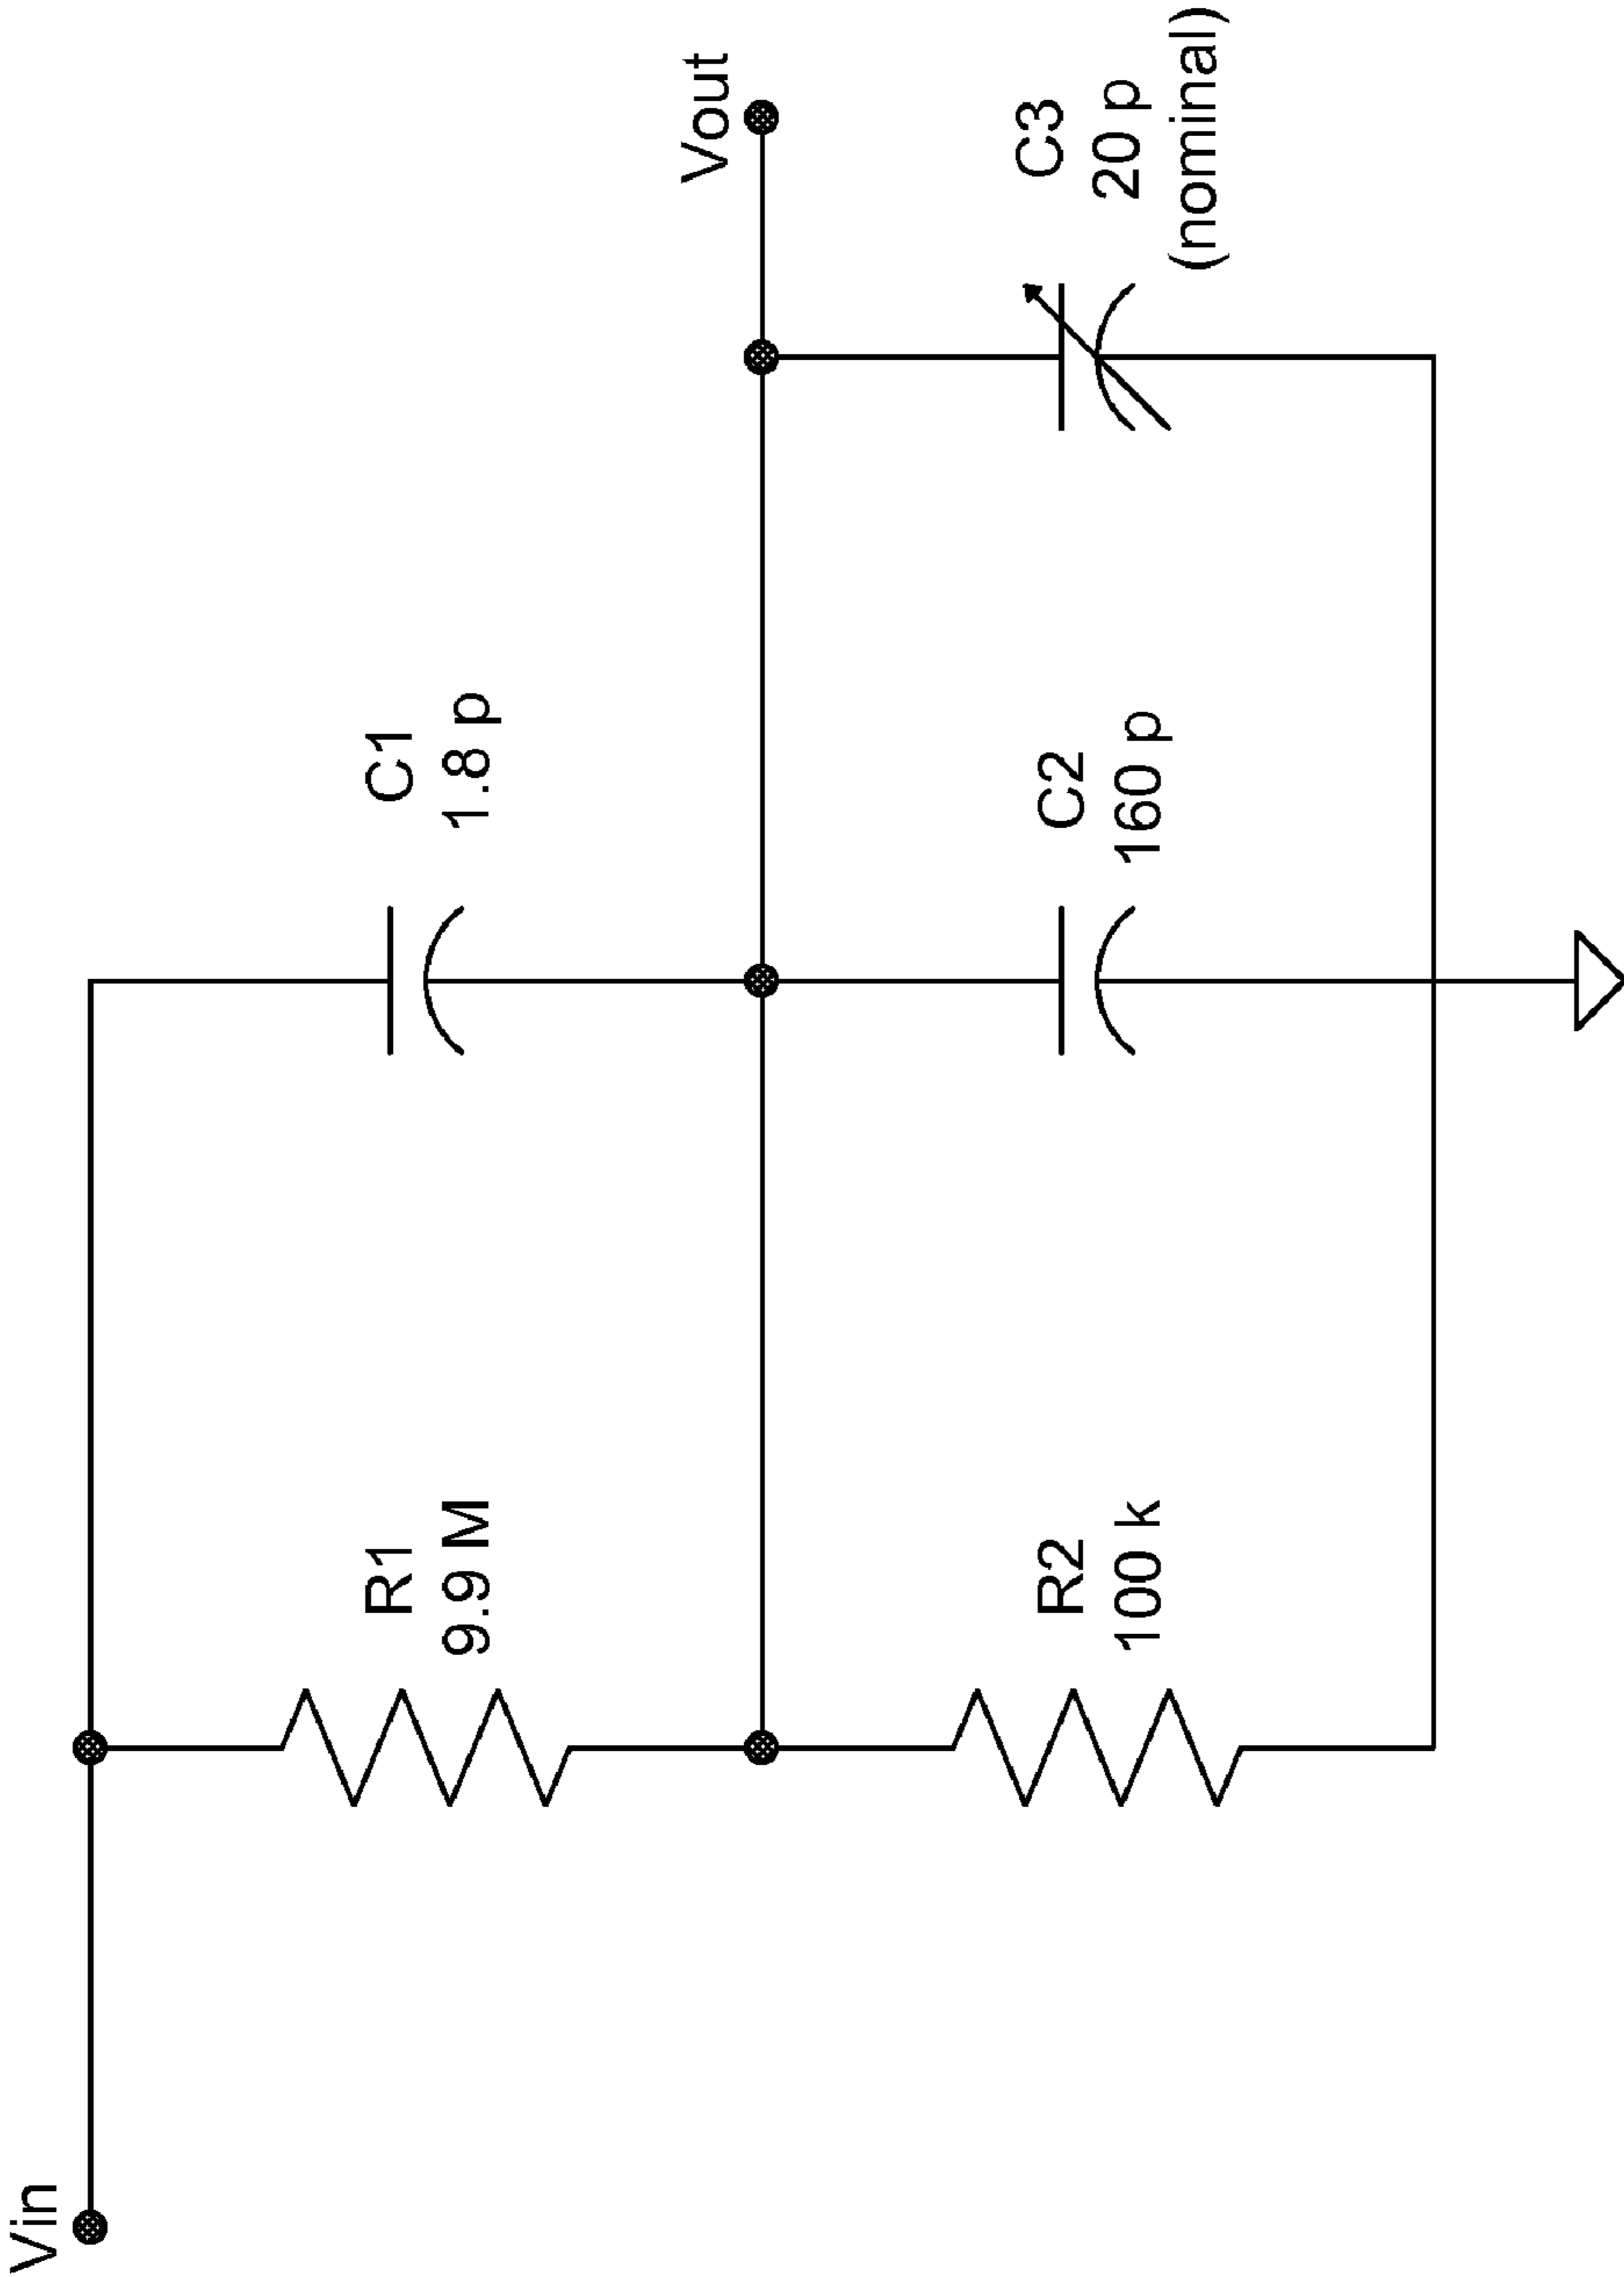 Vin
R1
9.9 M
C1
1.8 p
Vout
R2
100 k
C2
160 p
C3
20 p
(nominal)